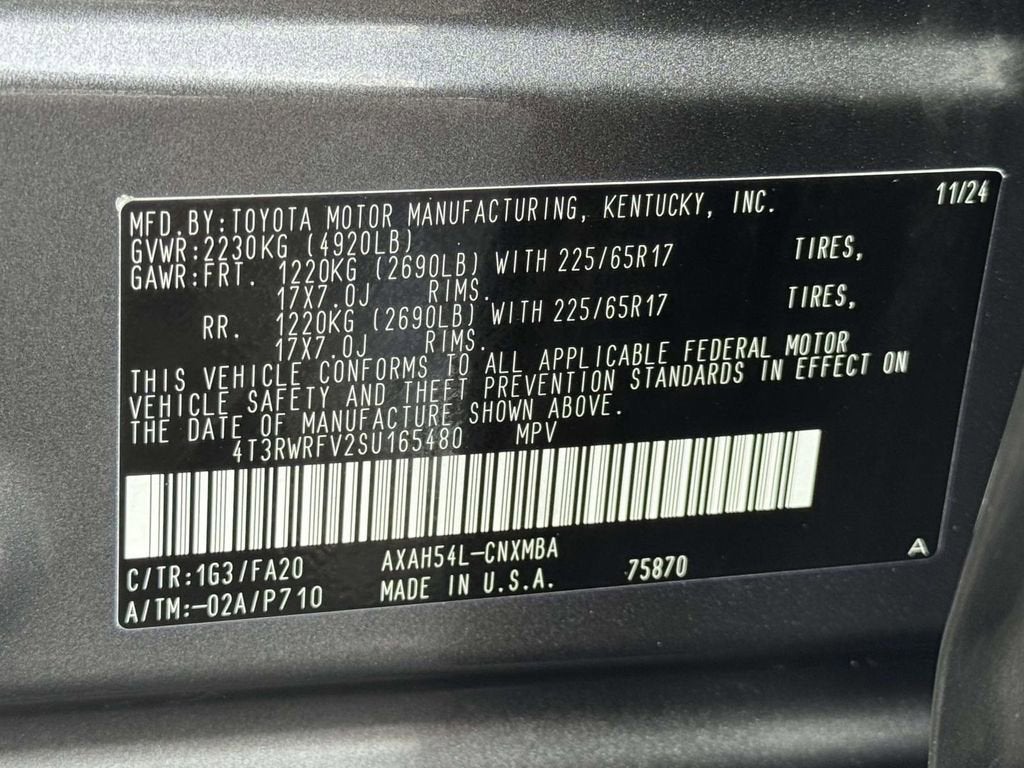 MFD.BY:TOYOTA MOTOR MANUFACTURING, KENTUCKY, INC. 11/24
GVWR:2230KG (4920LB)
GAWR:FRT. 1220KG (2690LB) WITH 225/65R17 TIRES,
17X7.0J RIMS.
RR. 1220KG (2690LB) WITH 225/65R17 TIRES,
17X7.0J RIMS.
THIS VEHICLE CONFORMS TO ALL APPLICABLE FEDERAL MOTOR
VEHICLE SAFETY AND THEFT PREVENTION STANDARDS IN EFFECT ON
THE DATE OF MANUFACTURE SHOWN ABOVE.
4T3RWRFV2SU165480 MPV
C/TR:1G3/FA20 AXAH54L-CNXMBA
A/TM:-02A/P710 MADE IN U.S.A. 75870 A